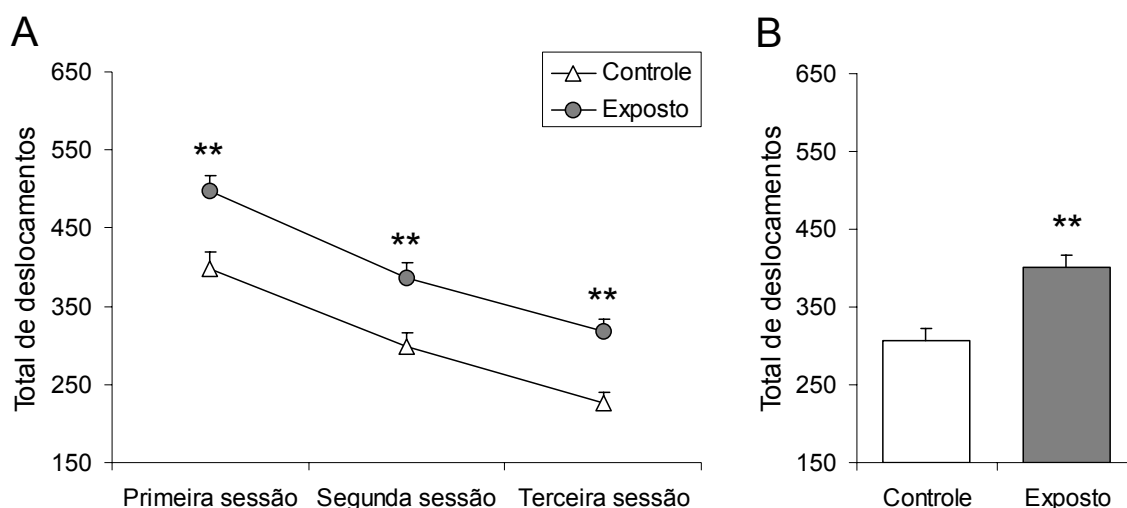 A
Total de deslocamentos
650
550
450
350
250
150
Controle
Exposto
**
**
**
Primeira sessão
Segunda sessão
Terceira sessão
B
Total de deslocamentos
650
550
450
350
250
150
**
Controle
Exposto